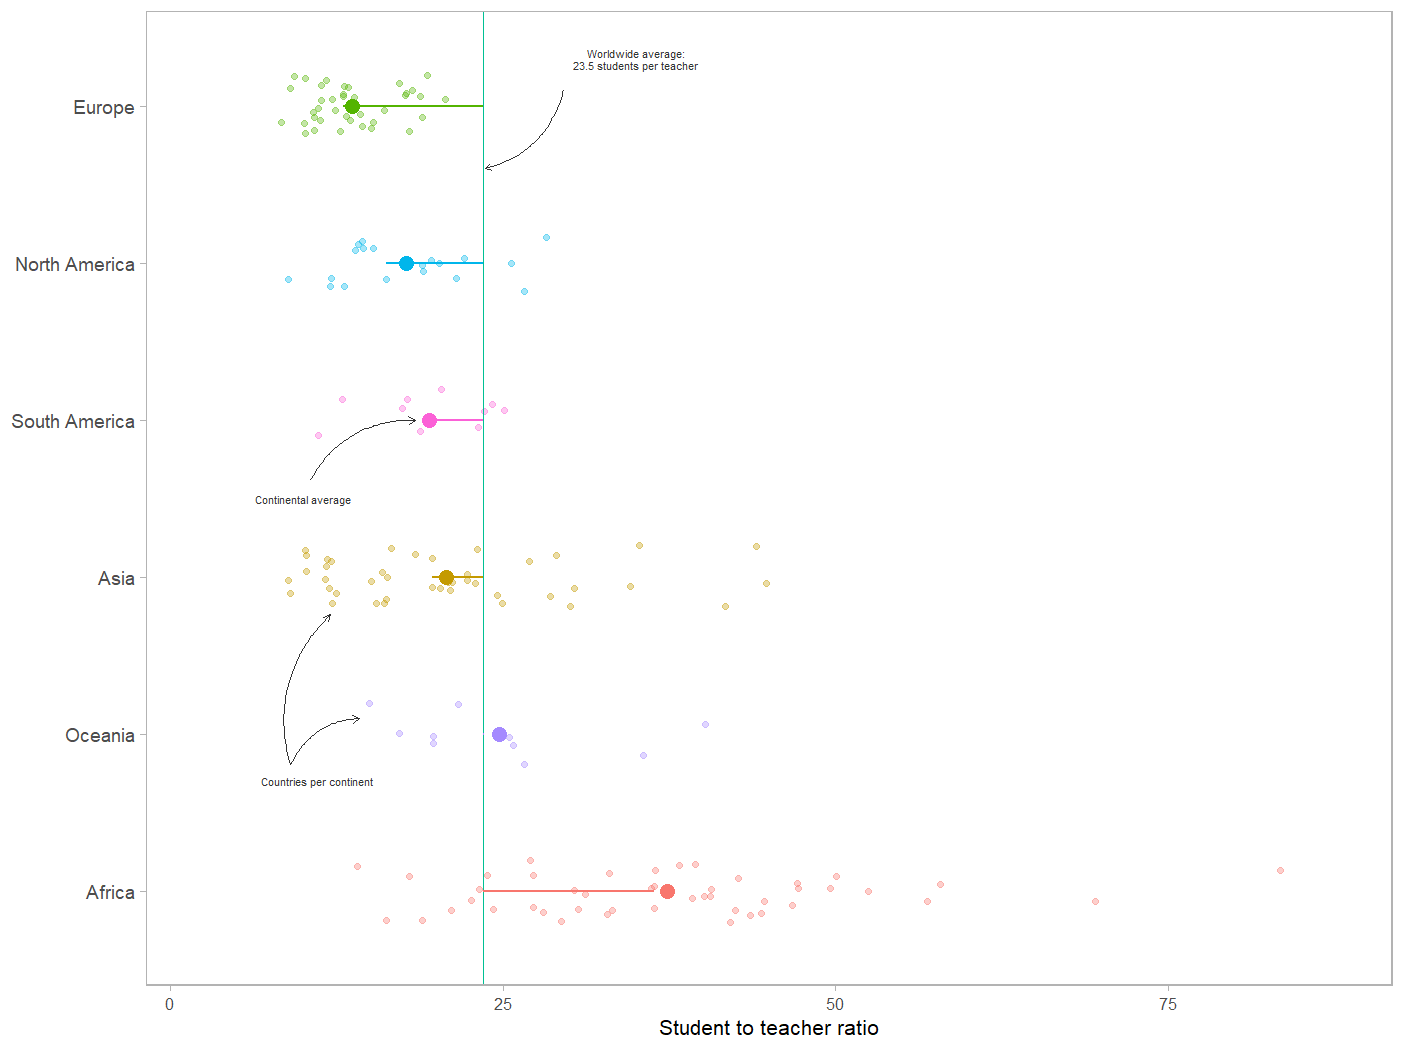 Worldwide average:
23.5 students per teacher
Europe
North America
South America
Continental average
Asia
Oceania
Countries per continent
Africa
0
25
50
75
Student to teacher ratio